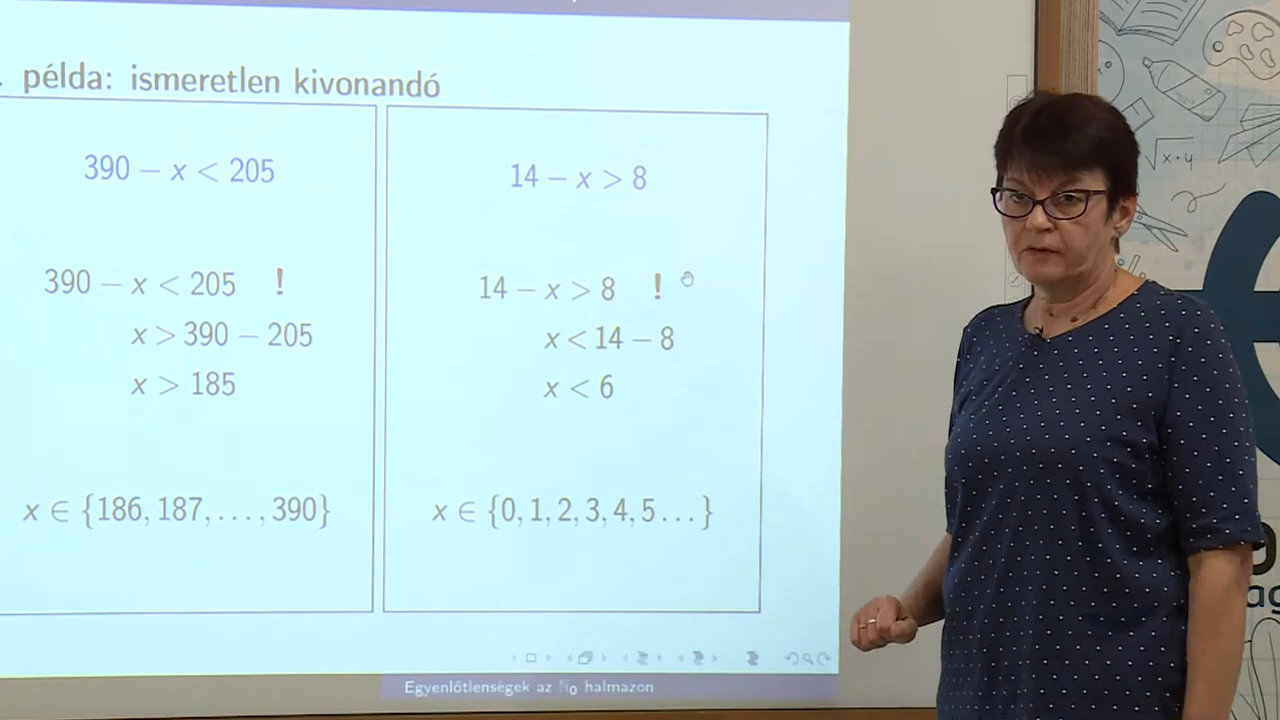 . példa: ismeretlen kivonandó
390 − x < 205
390 − x < 205 !
x > 390 − 205
x > 185
x ∈ {186, 187, . . . , 390}
14 − x > 8
14 − x > 8 !
x < 14 − 8
x < 6
x ∈ {0, 1, 2, 3, 4, 5 . . . }
Egyenlőtlenségek az ℕ₀ halmazon
√x+y